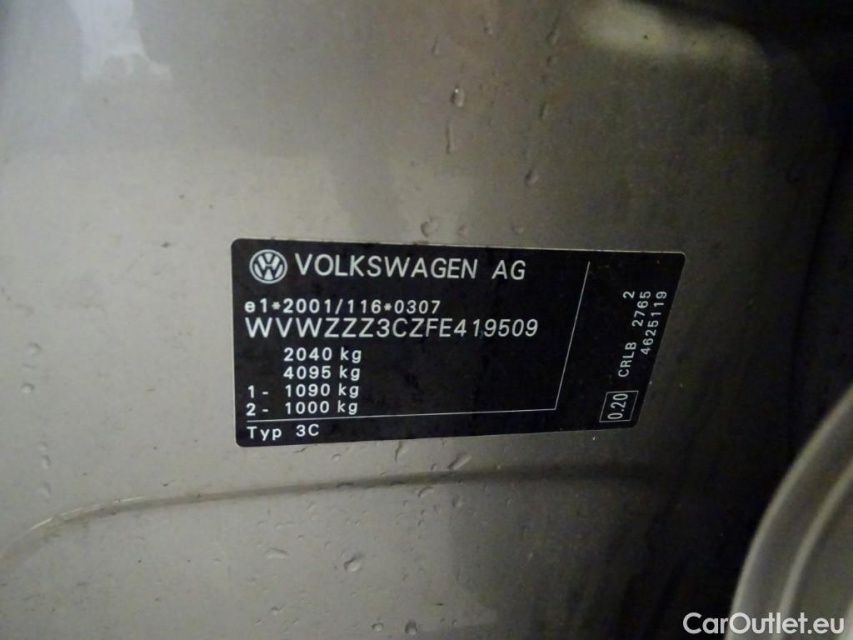 VOLKSWAGEN AG
e1*2001/116*0307
WVWZZZ3CZFE419509
2040 kg
4095 kg
1- 1090 kg
2- 1000 kg
Typ 3C
2
CRLB 2765
4625119
0.20
CarOutlet.eu